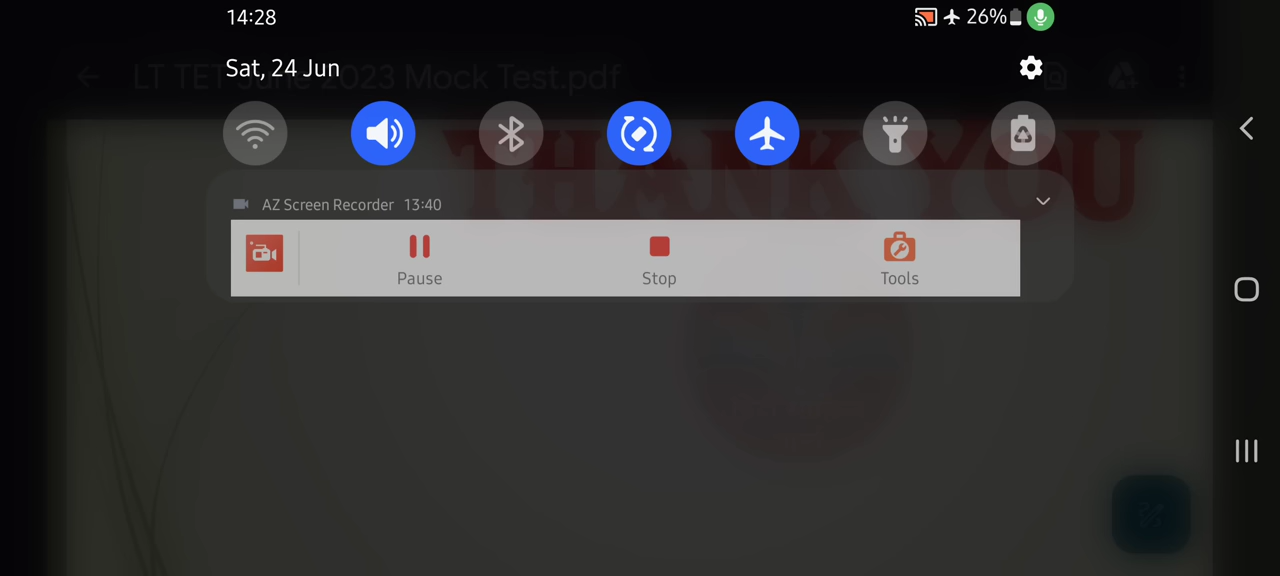 14:28
26%
Sat, 24 Jun
LT TET June 2023 Mock Test.pdf
THANK YOU
AZ Screen Recorder 13:40
Pause
Stop
Tools